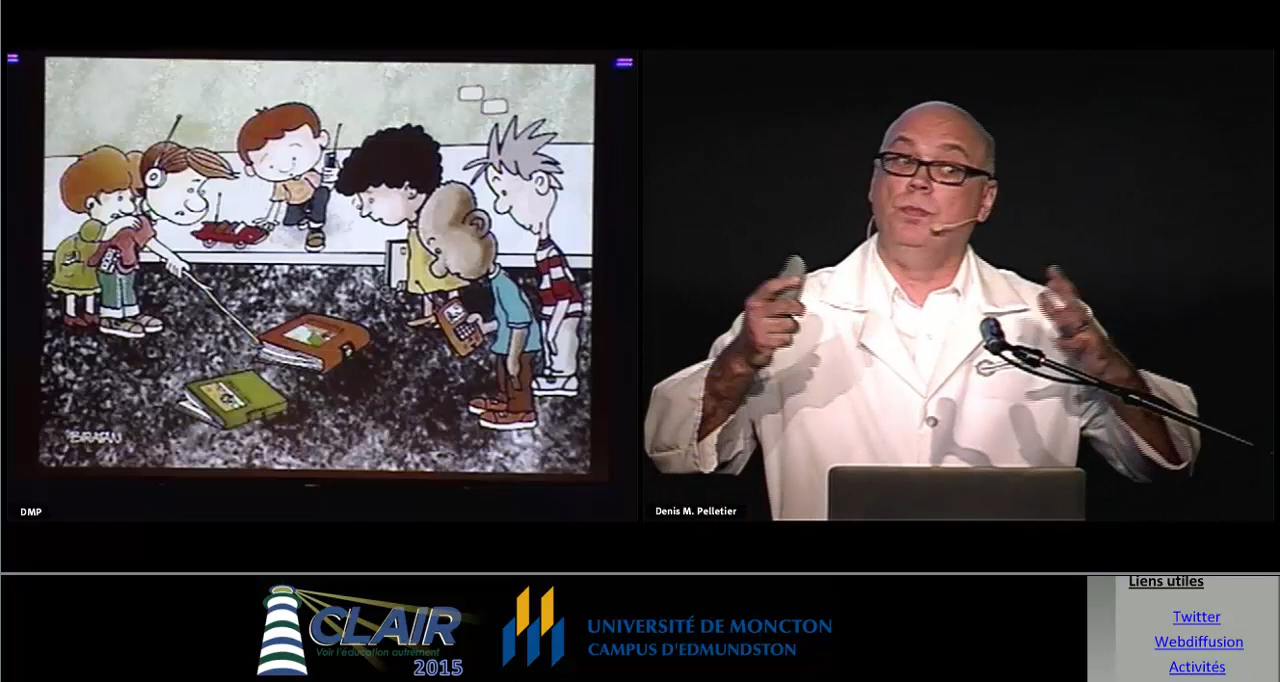 DMP
Denis M. Pelletier
CLAIR
Voir l'éducation autrement
2015
UNIVERSITÉ DE MONCTON
CAMPUS D'EDMUNDSTON
Liens utiles
Twitter
Webdiffusion
Activités